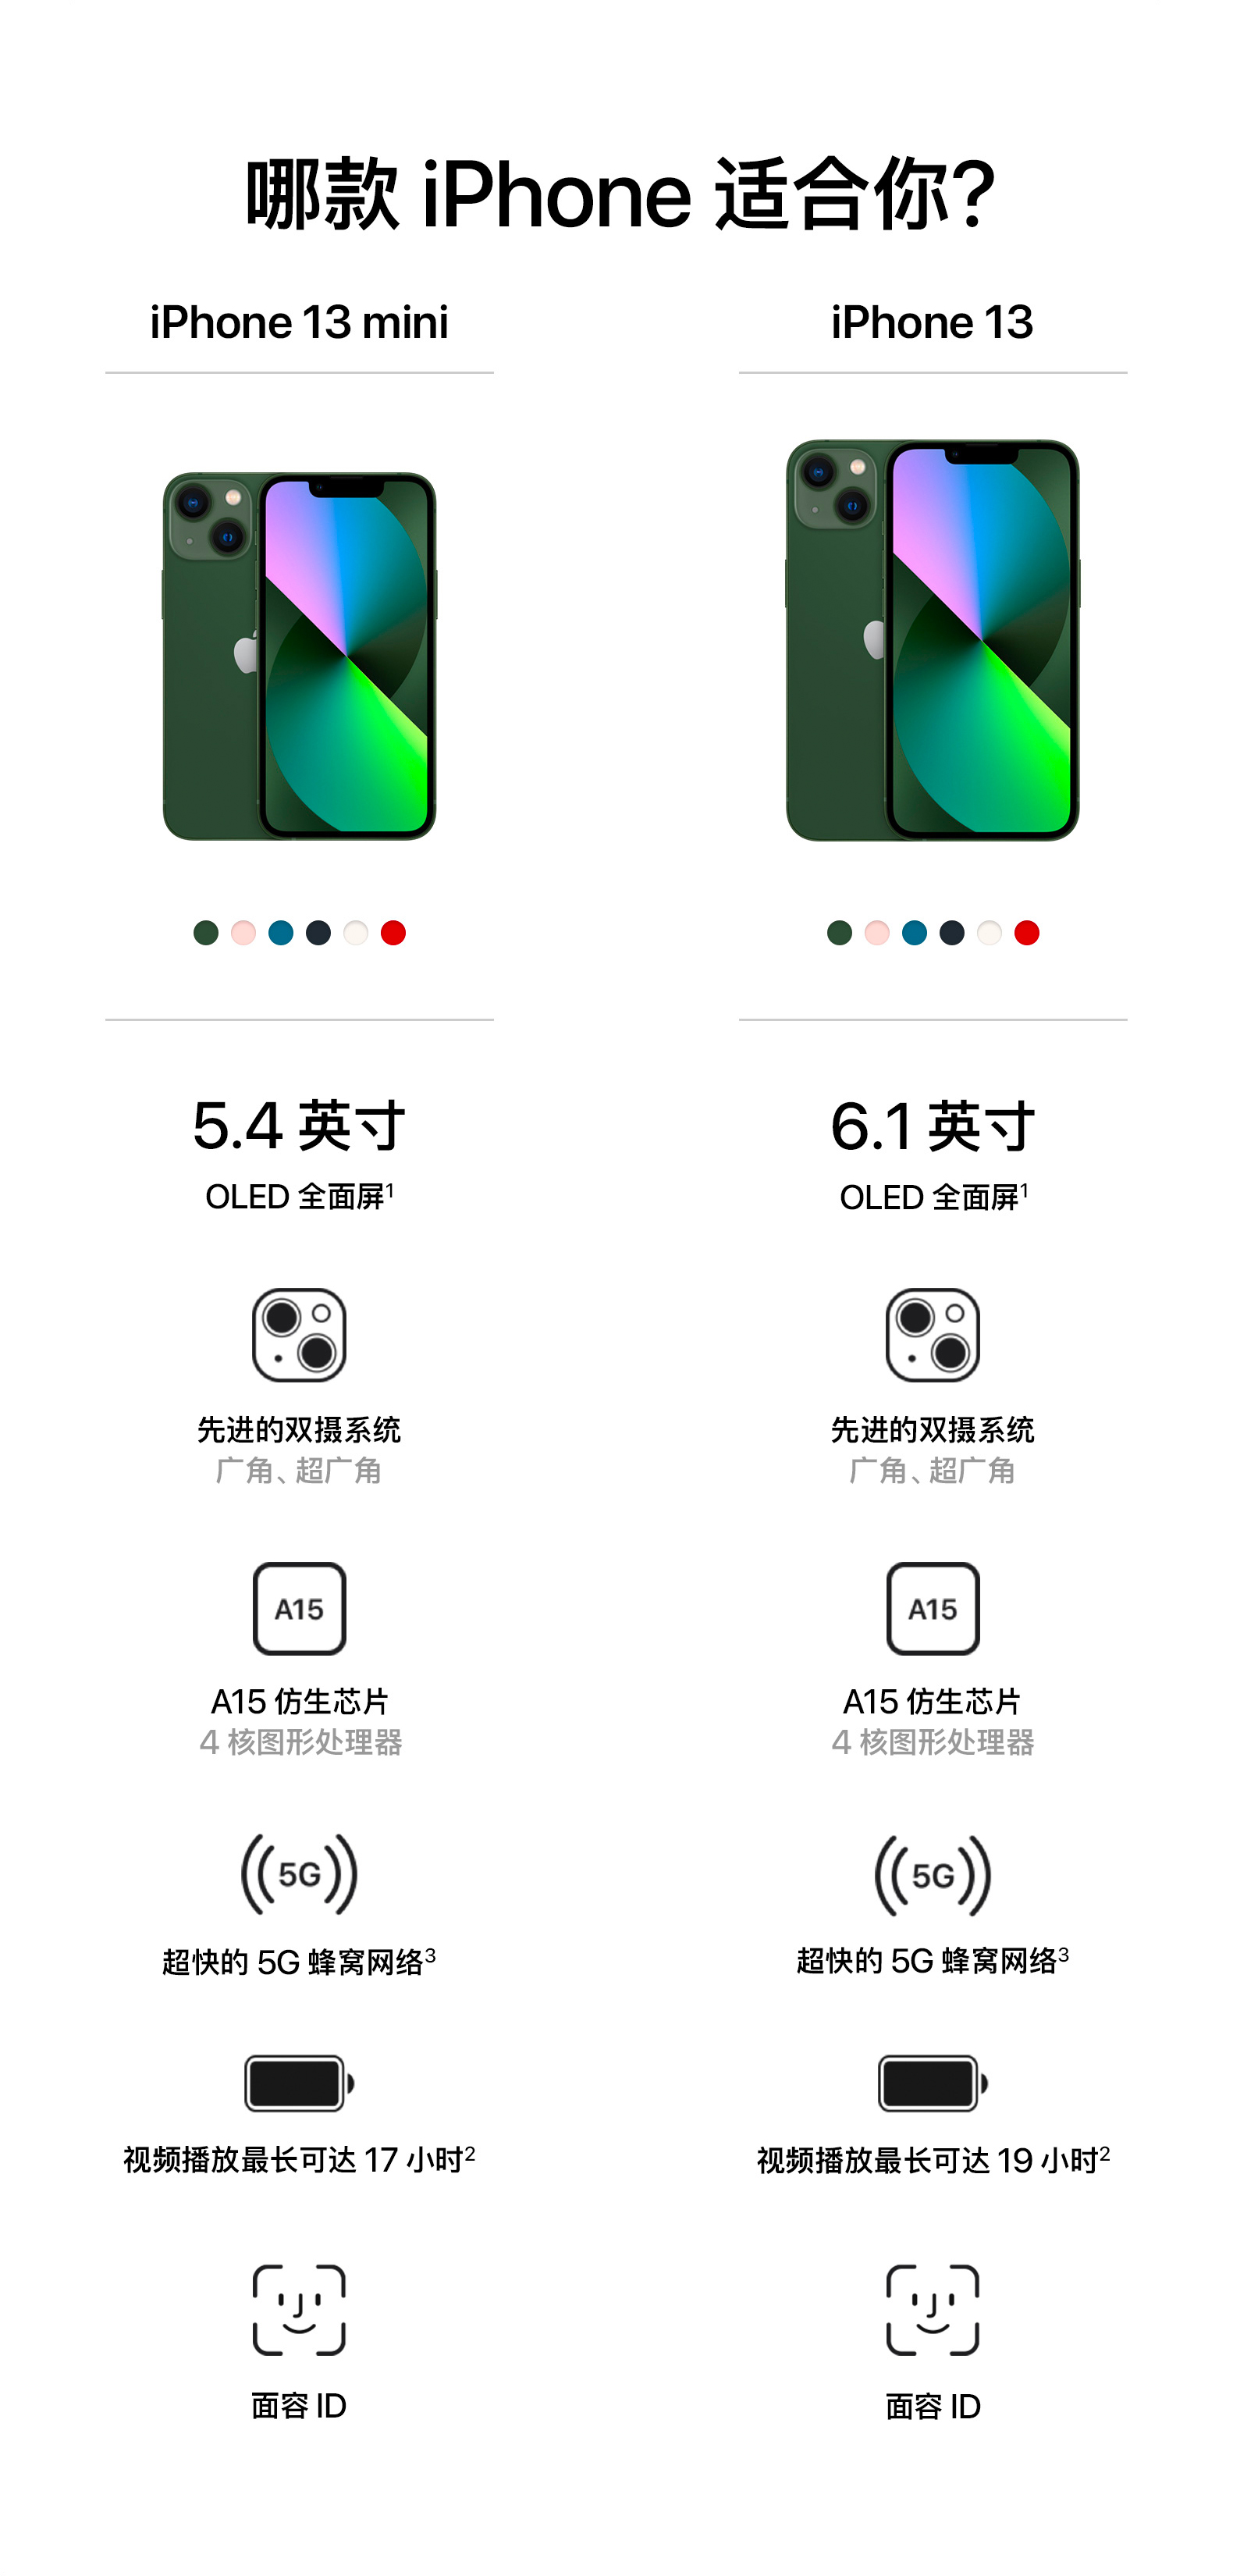 哪款 iPhone 适合你?
iPhone 13 mini
iPhone 13
5.4 英寸
OLED 全面屏¹
6.1 英寸
OLED 全面屏¹
先进的双摄系统
广角、超广角
先进的双摄系统
广角、超广角
A15
A15 仿生芯片
4 核图形处理器
A15
A15 仿生芯片
4 核图形处理器
5G
超快的 5G 蜂窝网络³
5G
超快的 5G 蜂窝网络³
视频播放最长可达 17 小时²
视频播放最长可达 19 小时²
面容 ID
面容 ID